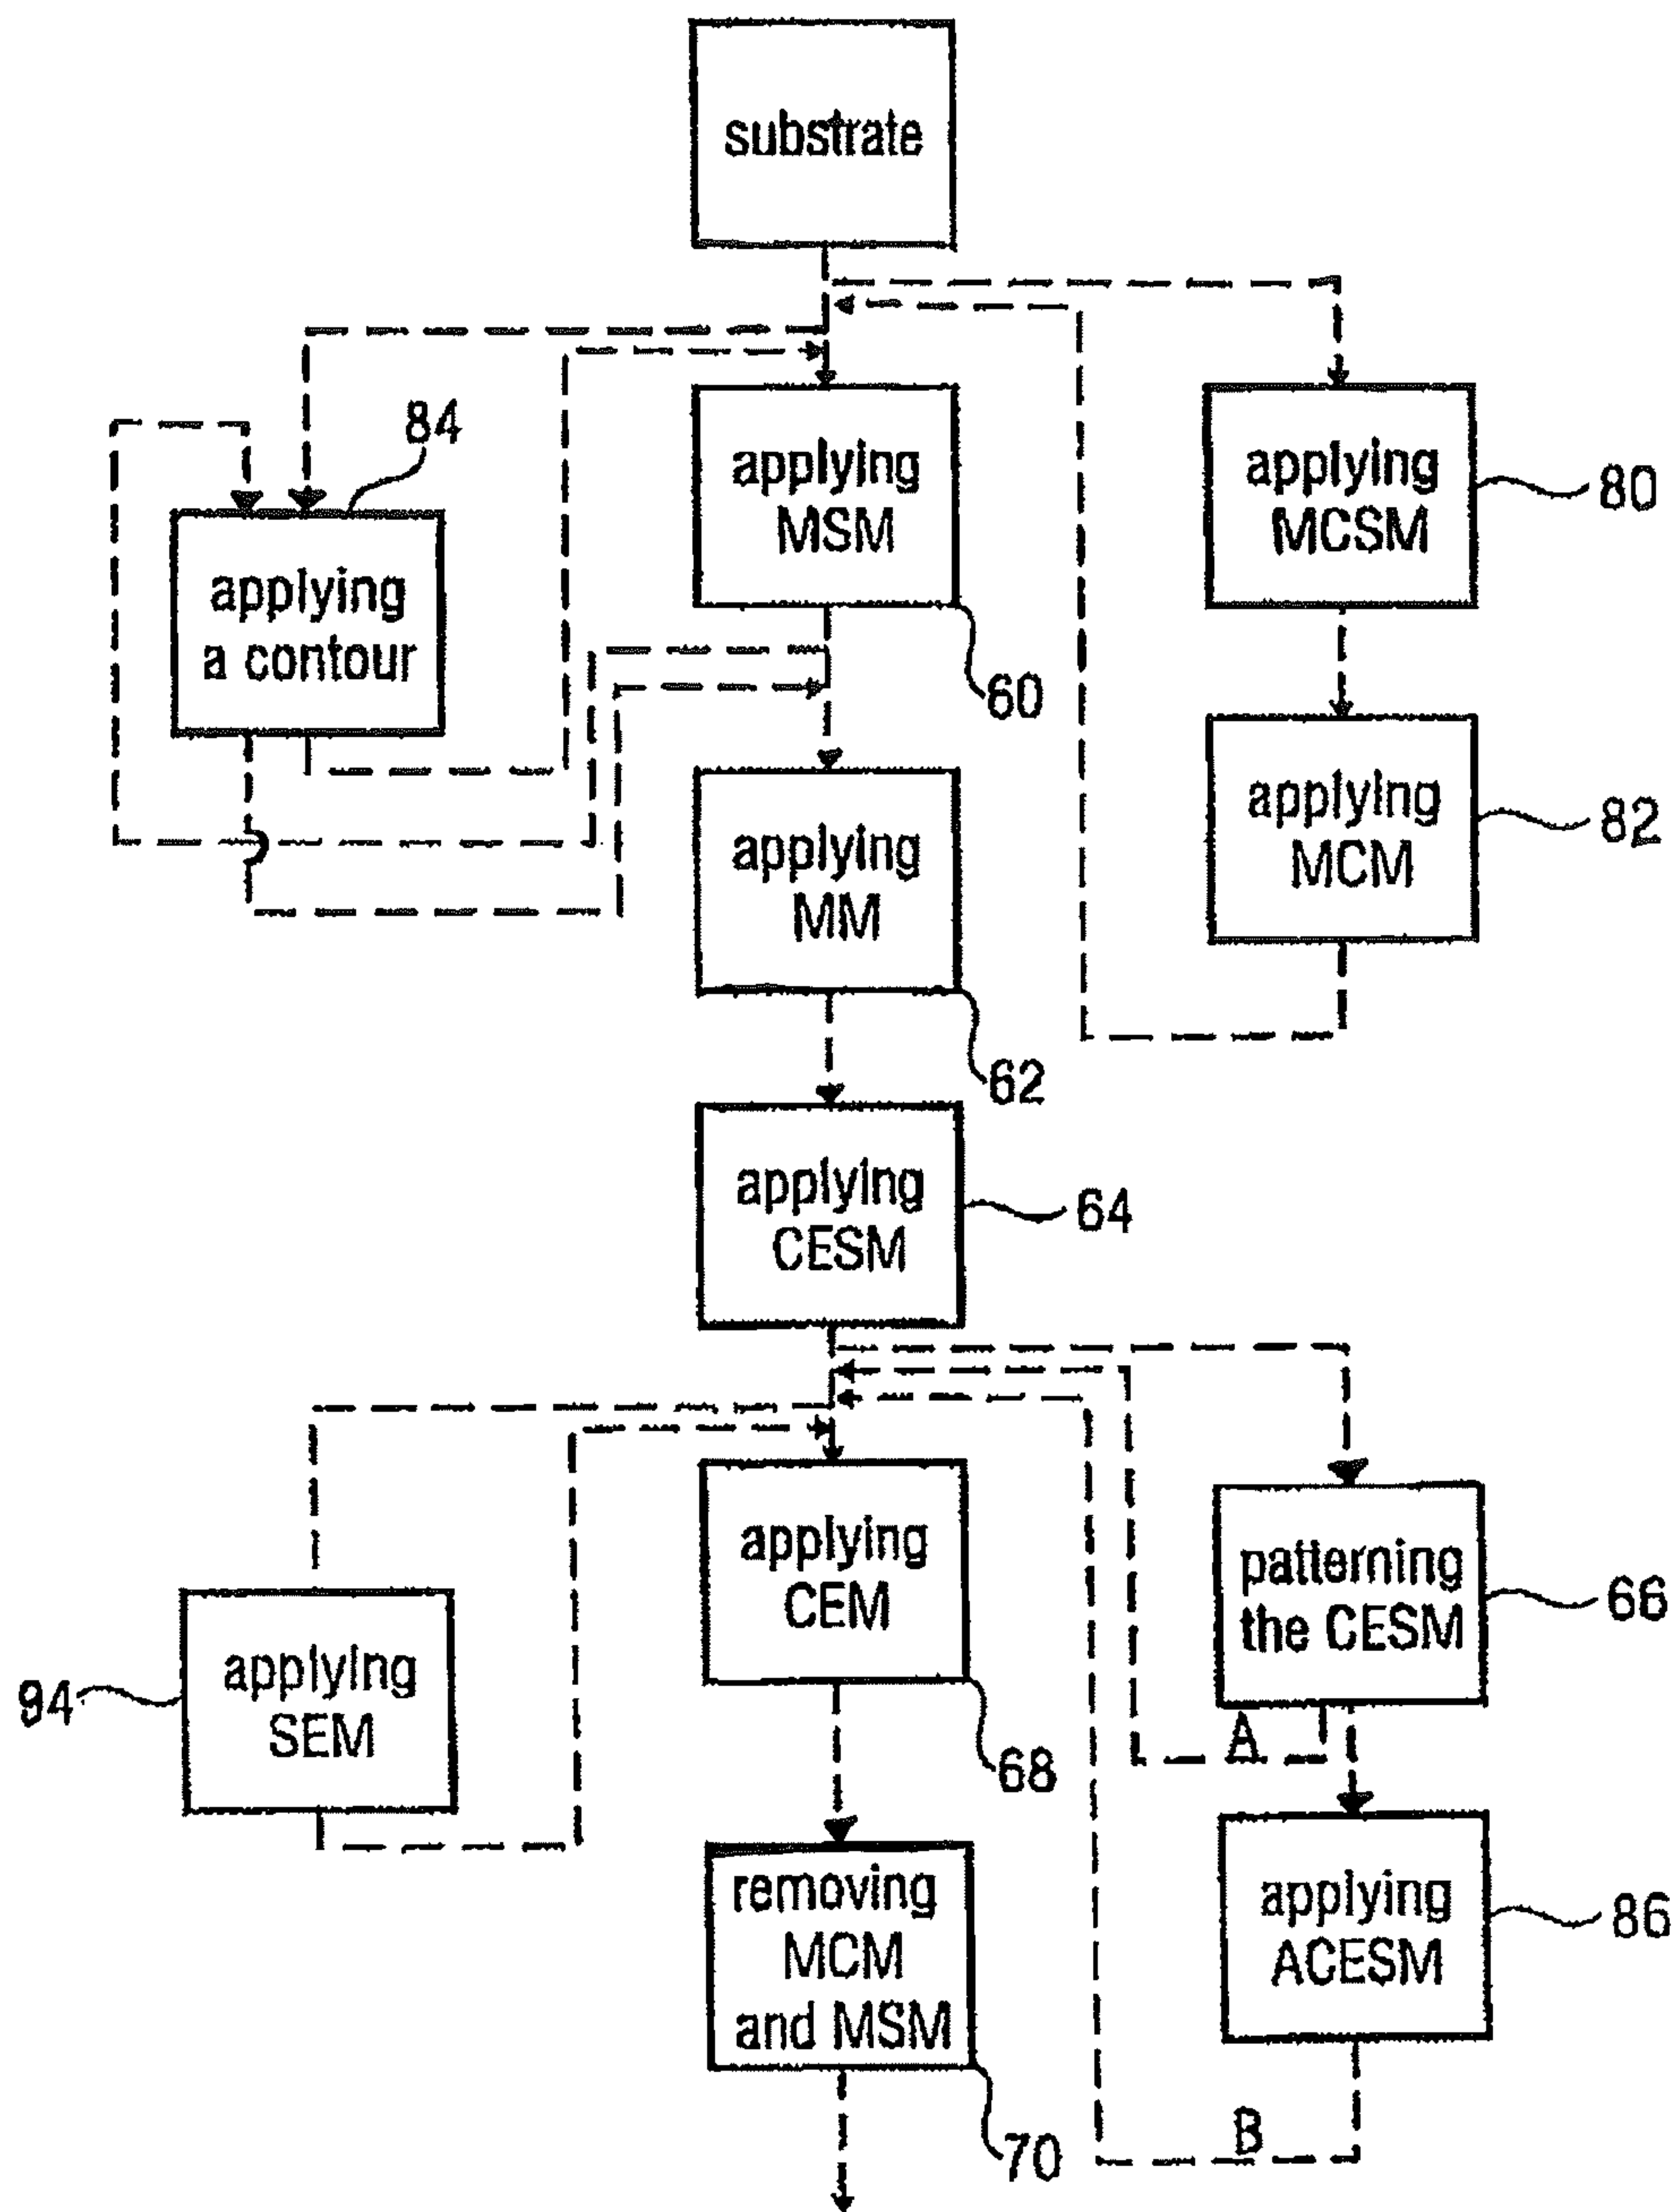 substrate
84
applying
MSM
applying
MCSM
80
applying
a contour
60
applying
MM
applying
MCM
82
62
applying
CESM
64
applying
CEM
patterning
the CESM
66
94
applying
SEM
68
A
removing
MCM
and MSM
applying
ACESM
86
70
B